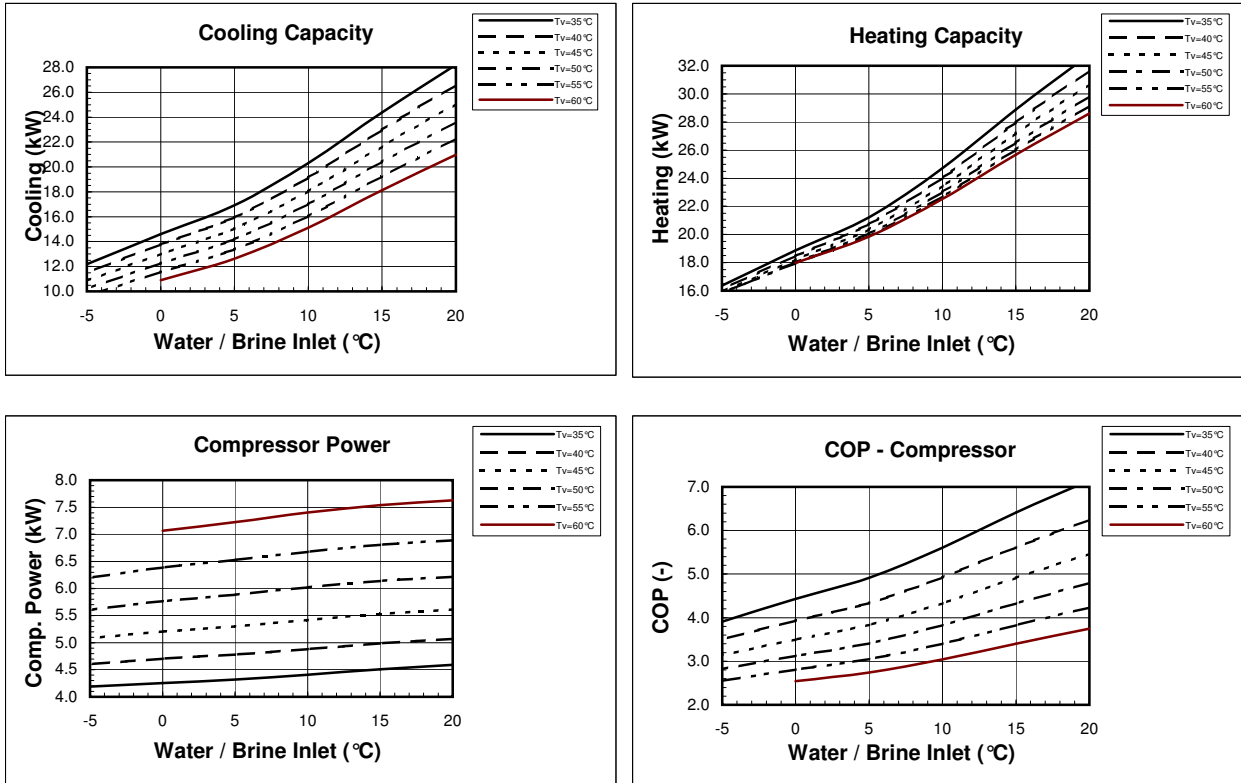 Cooling Capacity
Tv=35°C
Tv=40°C
Tv=45°C
Tv=50°C
Tv=55°C
Tv=60°C
Cooling (kW)
28.0
26.0
24.0
22.0
20.0
18.0
16.0
14.0
12.0
10.0
-5 0 5 10 15 20
Water / Brine Inlet (°C)
Heating Capacity
Tv=35°C
Tv=40°C
Tv=45°C
Tv=50°C
Tv=55°C
Tv=60°C
Heating (kW)
32.0
30.0
28.0
26.0
24.0
22.0
20.0
18.0
16.0
-5 0 5 10 15 20
Water / Brine Inlet (°C)
Compressor Power
Tv=35°C
Tv=40°C
Tv=45°C
Tv=50°C
Tv=55°C
Tv=60°C
Comp. Power (kW)
8.0
7.5
7.0
6.5
6.0
5.5
5.0
4.5
4.0
-5 0 5 10 15 20
Water / Brine Inlet (°C)
COP - Compressor
Tv=35°C
Tv=40°C
Tv=45°C
Tv=50°C
Tv=55°C
Tv=60°C
COP (-)
7.0
6.0
5.0
4.0
3.0
2.0
-5 0 5 10 15 20
Water / Brine Inlet (°C)